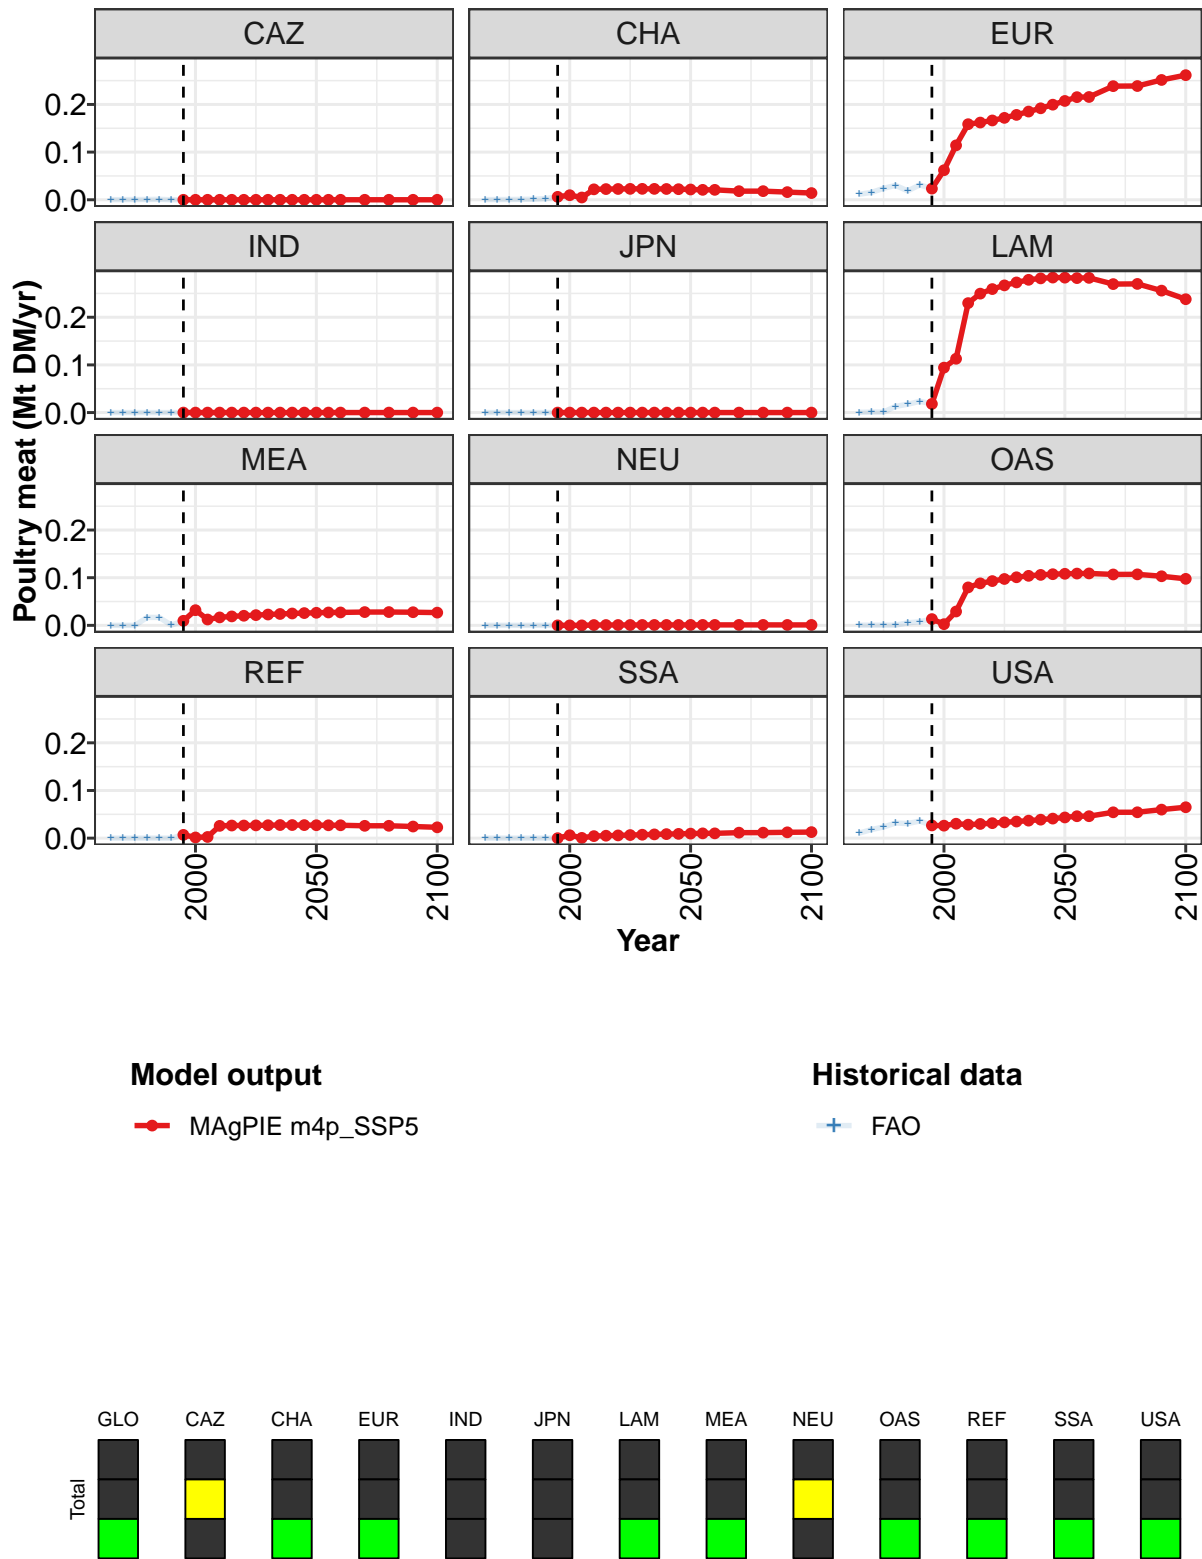 CAZ CHA EUR
0.2
0.1
0.0
IND JPN LAM
0.2
0.1
0.0
MEA NEU OAS
0.2
0.1
0.0
REF SSA USA
0.2
0.1
0.0
Poultry meat (Mt DM/yr)
2000 2050 2100 2000 2050 2100 2000 2050 2100
Year
Model output
MAgPIE m4p_SSP5
Historical data
FAO
GLO CAZ CHA EUR IND JPN LAM MEA NEU OAS REF SSA USA
Total